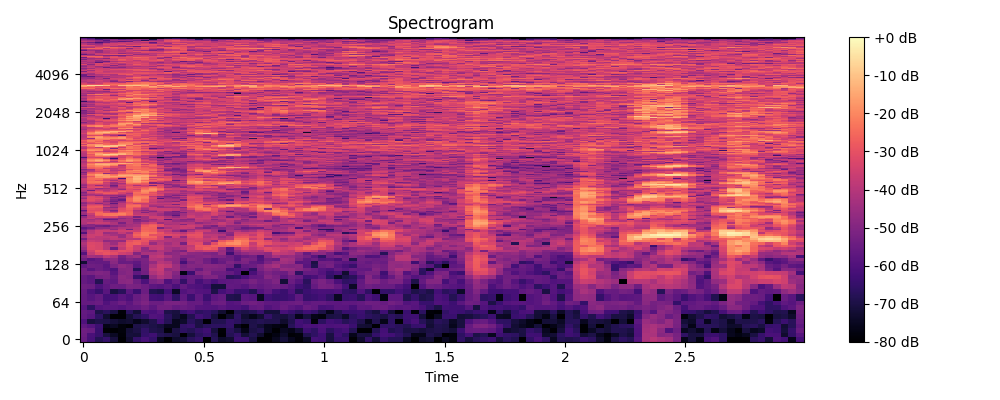 Spectrogram
Hz
4096
2048
1024
512
256
128
64
0
0
0.5
1
1.5
2
2.5
Time
+0 dB
-10 dB
-20 dB
-30 dB
-40 dB
-50 dB
-60 dB
-70 dB
-80 dB